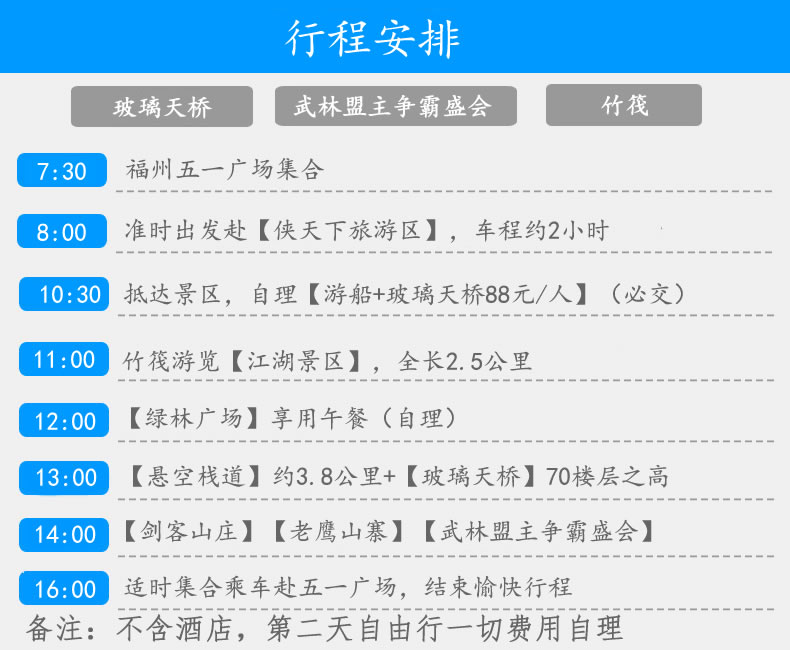 行程安排
玻璃天桥 武林盟主争霸盛会 竹筏
7:30 福州五一广场集合
8:00 准时出发赴【侠天下旅游区】，车程约2小时
10:30 抵达景区，自理【游船+玻璃天桥88元/人】（必交）
11:00 竹筏游览【江湖景区】，全长2.5公里
12:00 【绿林广场】享用午餐（自理）
13:00 【悬空栈道】约3.8公里+【玻璃天桥】70楼层之高
14:00 【剑客山庄】【老鹰山寨】【武林盟主争霸盛会】
16:00 适时集合乘车赴五一广场，结束愉快行程
备注：不含酒店，第二天自由行一切费用自理